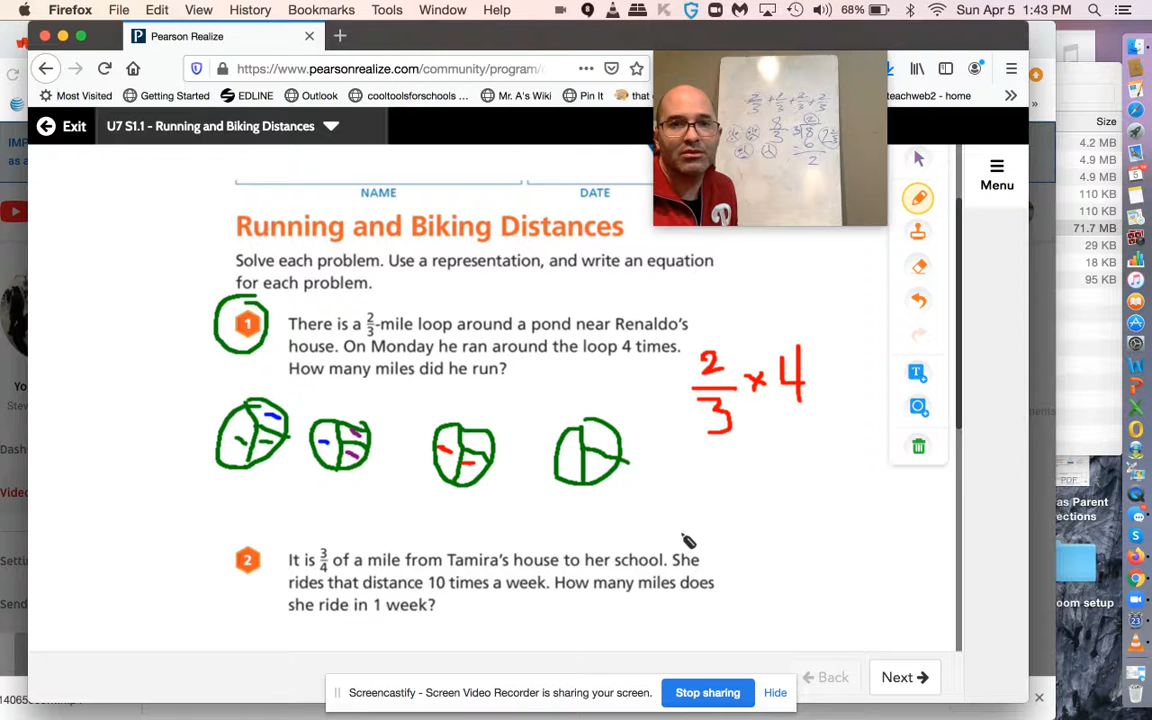 Firefox File Edit View History Bookmarks Tools Window Help 68% Sun Apr 5 1:43 PM
Pearson Realize
https://www.pearsonrealize.com/community/program/
Most Visited Getting Started EDLINE Outlook cooltoolsforschools ... Mr. A's Wiki Pin It that teachweb2 - home
Exit U7 S1.1 - Running and Biking Distances
Menu
NAME DATE
Running and Biking Distances
Solve each problem. Use a representation, and write an equation
for each problem.
1 There is a 2/3-mile loop around a pond near Renaldo's
house. On Monday he ran around the loop 4 times.
How many miles did he run?
2/3 × 4
2 It is 3/4 of a mile from Tamira's house to her school. She
rides that distance 10 times a week. How many miles does
she ride in 1 week?
Back Next
Screencastify - Screen Video Recorder is sharing your screen. Stop sharing Hide
Size
4.2 MB
4.9 MB
4.9 MB
110 KB
110 KB
71.7 MB
29 KB
18 KB
95 KB
PDF
as Parent
oom setup